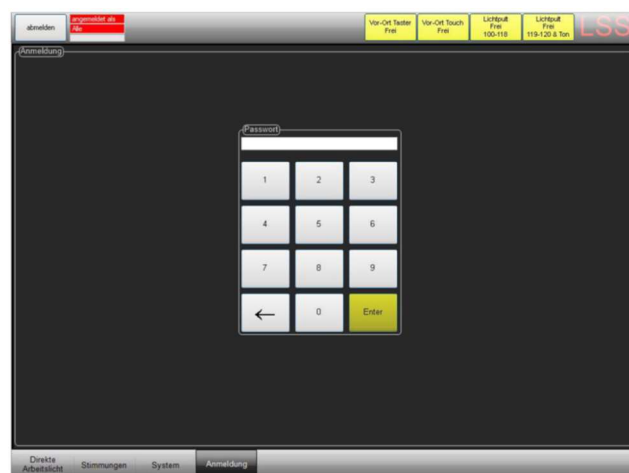 abmelden
angemeldet als
Alle
Vor-Ort Taster
Frei
Vor-Ort Touch
Frei
Lichtpult
Frei
100-118
Lichtpult
Frei
119-120 & Ton
LSS
Anmeldung
Passwort
1 2 3
4 5 6
7 8 9
← 0 Enter
Direkte
Arbeitslicht
Stimmungen
System
Anmeldung